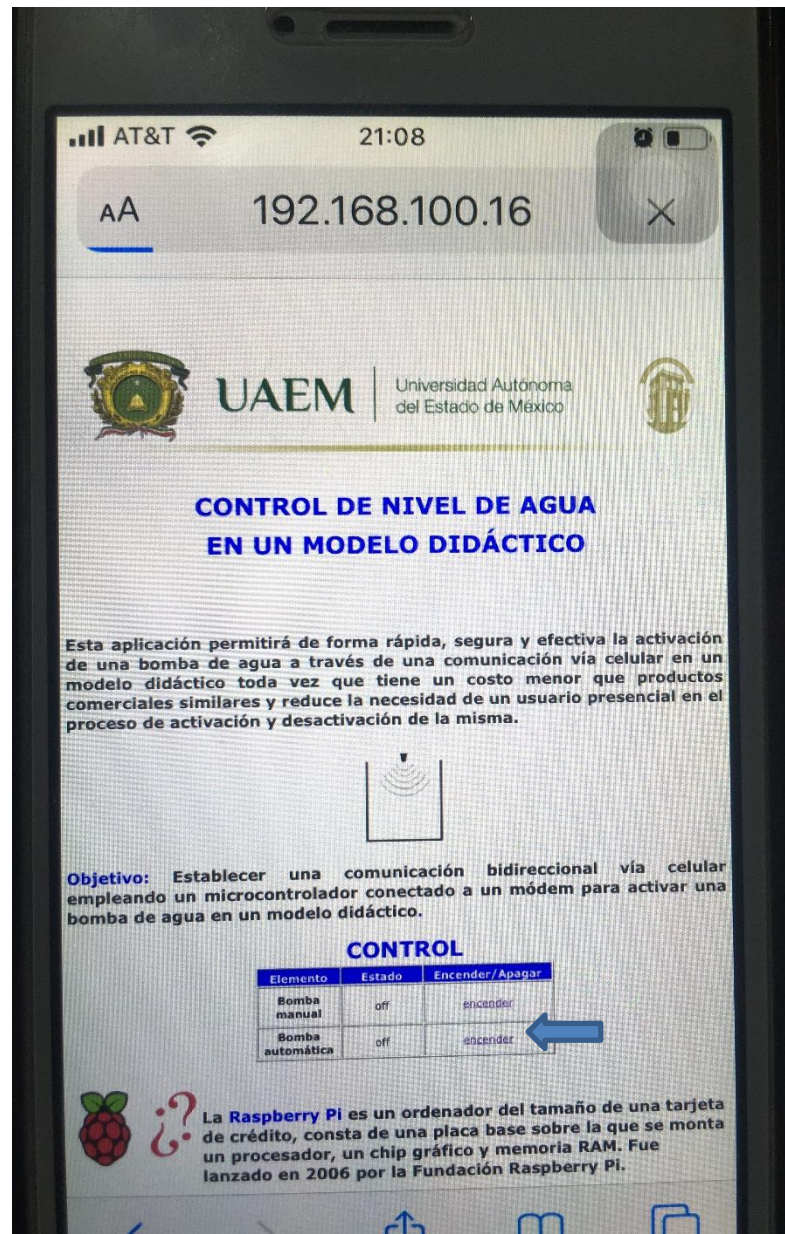 AT&T 21:08
AA 192.168.100.16
UAEM Universidad Autónoma
del Estado de México
CONTROL DE NIVEL DE AGUA
EN UN MODELO DIDÁCTICO
Esta aplicación permitirá de forma rápida, segura y efectiva la activación
de una bomba de agua a través de una comunicación vía celular en un
modelo didáctico toda vez que tiene un costo menor que productos
comerciales similares y reduce la necesidad de un usuario presencial en el
proceso de activación y desactivación de la misma.
Objetivo: Establecer una comunicación bidireccional vía celular
empleando un microcontrolador conectado a un módem para activar una
bomba de agua en un modelo didáctico.
CONTROL
Elemento Estado Encender/Apagar
Bomba
manual off encender
Bomba
automática off encender
¿? La Raspberry Pi es un ordenador del tamaño de una tarjeta
de crédito, consta de una placa base sobre la que se monta
un procesador, un chip gráfico y memoria RAM. Fue
lanzado en 2006 por la Fundación Raspberry Pi.